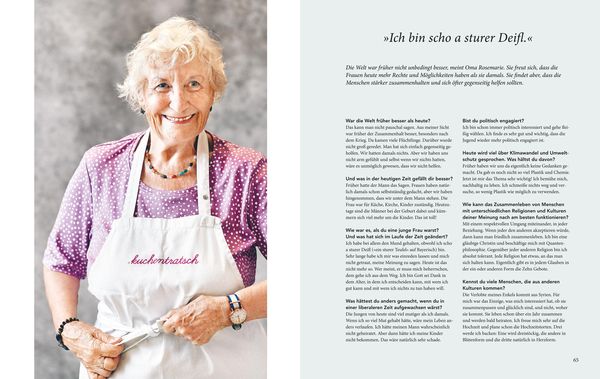 kuchentratsch
»Ich bin scho a sturer Deifl.«
Die Welt war früher nicht unbedingt besser, meint Oma Rosemarie. Sie freut sich, dass die
Frauen heute mehr Rechte und Möglichkeiten haben als sie damals. Sie findet aber, dass die
Menschen stärker zusammenhalten und sich öfter gegenseitig helfen sollten.
War die Welt früher besser als heute?
Das kann man nicht pauschal sagen. Aus meiner Sicht
war früher der Zusammenhalt besser, besonders nach
dem Krieg. Da kamen viele Flüchtlinge. Darüber wurde
nicht groß geredet. Man hat sich einfach gegenseitig ge-
holfen. Wir hatten damals nichts. Aber wir haben uns
nicht arm gefühlt und selbst wenn wir nichts hatten,
wäre es unmöglich gewesen, dass wir nicht helfen.
Und was in der heutigen Zeit gefällt dir besser?
Früher hatte der Mann das Sagen. Frauen haben natür-
lich damals schon selbstständig gedacht, aber wir haben
hingenommen, dass wir unter dem Mann stehen. Die
Frau war für Küche, Kirche, Kinder zuständig. Heutzu-
tage sind die Männer bei der Geburt dabei und küm-
mern sich viel mehr um die Kinder. Das ist toll!
Wie war es, als du eine junge Frau warst?
Und was hat sich im Laufe der Zeit geändert?
Ich habe bei allem den Mund gehalten, obwohl ich scho
a sturer Deifl (»ein sturer Teufel« auf Bayerisch) bin.
Sehr lange habe ich mir was einreden lassen und mich
nicht getraut, meine Meinung zu sagen. Heute ist das
nicht mehr so. Wer meint, er muss mich beherrschen,
dem gehe ich aus dem Weg. Ich bin Gott sei Dank in
dem Alter, in dem ich entscheiden kann, mit wem ich
gut kann und mit wem ich nichts zu tun haben will.
Was hättest du anders gemacht, wenn du in
einer liberaleren Zeit aufgewachsen wärst?
Die Jungen von heute sind viel mutiger als ich damals.
Wenn ich so viel Mut gehabt hätte, wäre mein Leben an-
ders verlaufen. Ich hätte meinen Mann wahrscheinlich
nicht geheiratet. Aber dann hätte ich meine Kinder
nicht bekommen. Das wäre natürlich sehr schade.
Bist du politisch engagiert?
Ich bin schon immer politisch interessiert und gehe flei-
ßig wählen. Ich finde es sehr gut und wichtig, dass die
Jugend wieder mehr politisch engagiert ist.
Heute wird viel über Klimawandel und Umwelt-
schutz gesprochen. Was hältst du davon?
Früher haben wir uns da eigentlich keine Gedanken ge-
macht. Da gab es noch nicht so viel Plastik und Chemie.
Jetzt ist mir das Thema sehr wichtig! Ich bemühe mich,
nachhaltig zu leben. Ich schmeiße nichts weg und ver-
suche, so wenig Plastik wie möglich zu verwenden.
Wie kann das Zusammenleben von Menschen
mit unterschiedlichen Religionen und Kulturen
deiner Meinung nach am besten funktionieren?
Mit einem respektvollen Umgang miteinander, in jeder
Beziehung. Wenn jeder den anderen akzeptieren würde,
dann kann man friedlich zusammenleben. Ich bin eine
gläubige Christin und beschäftige mich mit Quanten-
philosophie. Gegenüber jeder anderen Religion bin ich
absolut tolerant. Jede Religion hat etwas, an das man
sich halten kann. Eigentlich gibt es in jedem Glauben in
der ein oder anderen Form die Zehn Gebote.
Kennst du viele Menschen, die aus anderen
Kulturen kommen?
Die Verlobte meines Enkels kommt aus Syrien. Für
mich war das Einzige, was mich interessiert hat, ob sie
zusammenpassen und glücklich sind, und nicht, woher
sie kommt. Sie leben schon über ein Jahr zusammen
und werden bald heiraten. Ich freue mich sehr auf die
Hochzeit und plane schon die Hochzeitstorten. Drei
werde ich backen: Eine wird dreistöckig, die andere in
Blütenform und die dritte natürlich in Herzform.
65